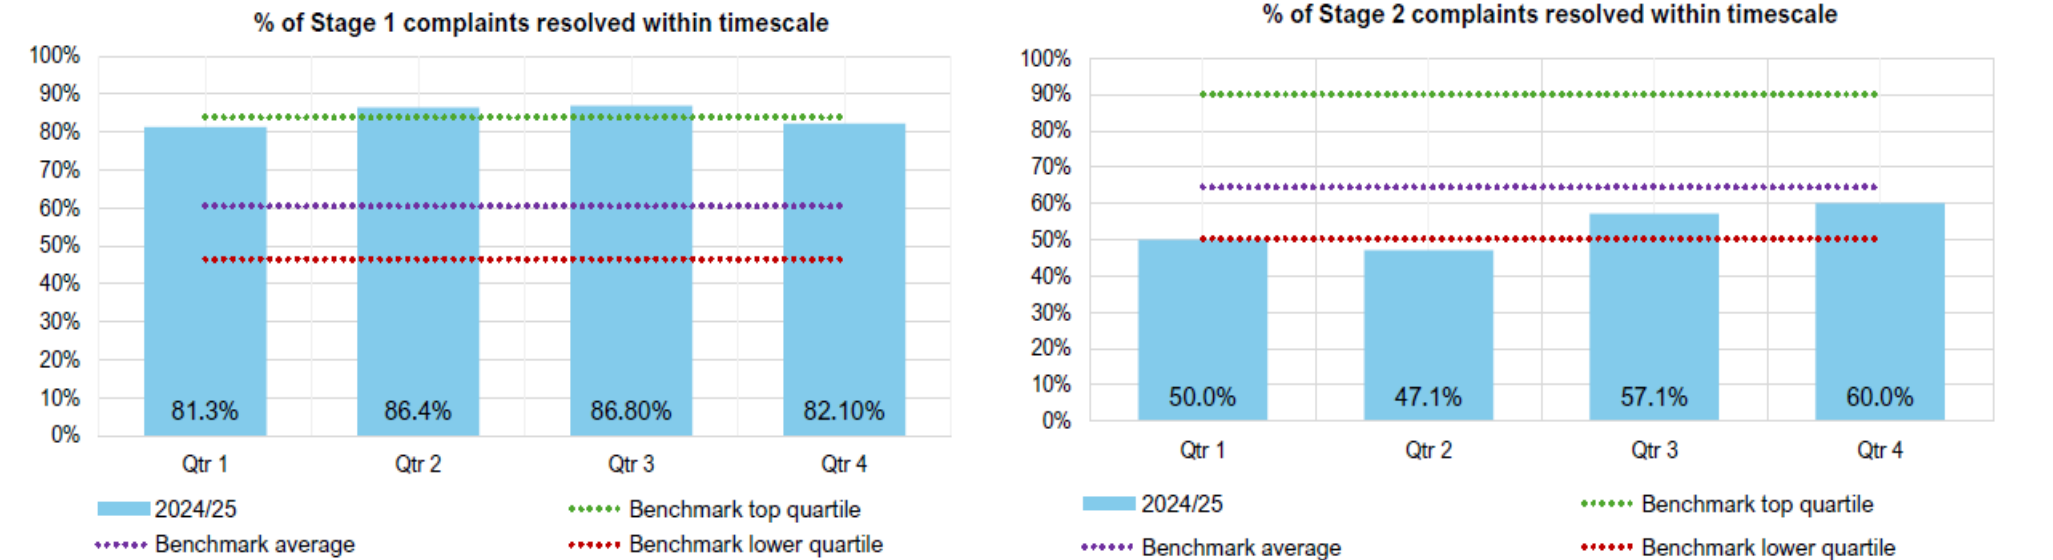 % of Stage 1 complaints resolved within timescale
100%
90%
80%
70%
60%
50%
40%
30%
20%
10%
0%
81.3% 86.4% 86.80% 82.10%
Qtr 1 Qtr 2 Qtr 3 Qtr 4
2024/25 Benchmark top quartile
Benchmark average Benchmark lower quartile
% of Stage 2 complaints resolved within timescale
100%
90%
80%
70%
60%
50%
40%
30%
20%
10%
0%
50.0% 47.1% 57.1% 60.0%
Qtr 1 Qtr 2 Qtr 3 Qtr 4
2024/25 Benchmark top quartile
Benchmark average Benchmark lower quartile